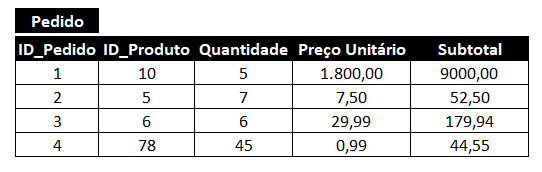 Pedido
ID_Pedido ID_Produto Quantidade Preço Unitário Subtotal
1 10 5 1.800,00 9000,00
2 5 7 7,50 52,50
3 6 6 29,99 179,94
4 78 45 0,99 44,55